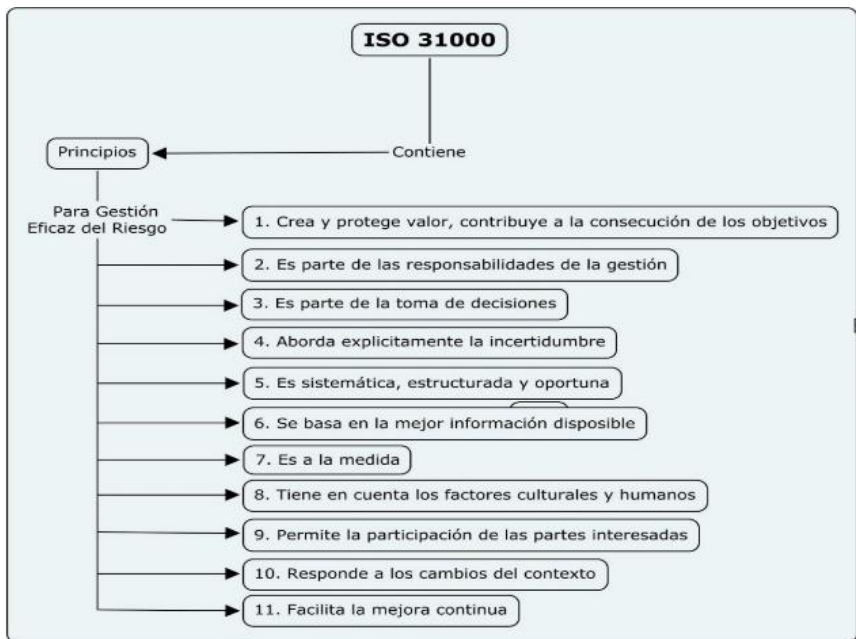 ISO 31000
Principios
Contiene
Para Gestión
Eficaz del Riesgo
1. Crea y protege valor, contribuye a la consecución de los objetivos
2. Es parte de las responsabilidades de la gestión
3. Es parte de la toma de decisiones
4. Aborda explicitamente la incertidumbre
5. Es sistemática, estructurada y oportuna
6. Se basa en la mejor información disposible
7. Es a la medida
8. Tiene en cuenta los factores culturales y humanos
9. Permite la participación de las partes interesadas
10. Responde a los cambios del contexto
11. Facilita la mejora continua